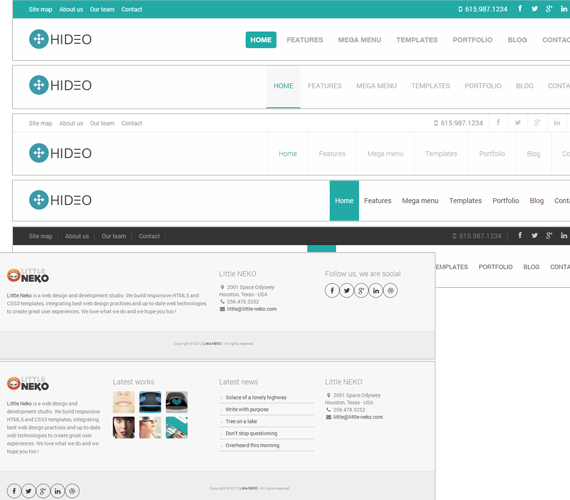 Site map About us Our team Contact 615.987.1234
HIDEO HOME FEATURES MEGA MENU TEMPLATES PORTFOLIO BLOG CONTAC
HIDEO HOME FEATURES MEGA MENU TEMPLATES PORTFOLIO BLOG CONTA
Site map About us Our team Contact 615.987.1234
HIDEO Home Features Mega menu Templates Portfolio Blog Co
HIDEO Home Features Mega menu Templates Portfolio Blog Conta
Site map About us Our team Contact 615.987.1234
EMPLATES PORTFOLIO BLOG CONTAC
LITTLE NEKO
Little Neko is a web design and development studio. We build responsive HTML5 and
CSS3 templates, integrating best web design practises and up-to-date web technologies
to create great user experiences. We love what we do and we hope you too !
Little NEKO
2001 Space Odyssey
Houston, Texas - USA
256.478.3252
little@little-neko.com
Follow us, we are social
Copyright © 2013 Little NEKO / All rights reserved.
LITTLE NEKO
Little Neko is a web design and
development studio. We build responsive
HTML5 and CSS3 templates, integrating
best web design practises and up-to-date
web technologies to create great user
experiences. We love what we do and we
hope you too !
Latest works
Latest news
Solace of a lonely highway
Write with purpose
Tree on a lake
Don't stop questioning
Overheard this morning
Little NEKO
2001 Space Odyssey
Houston, Texas - USA
256.478.3252
little@little-neko.com
Copyright © 2013 Little NEKO / All rights reserved.